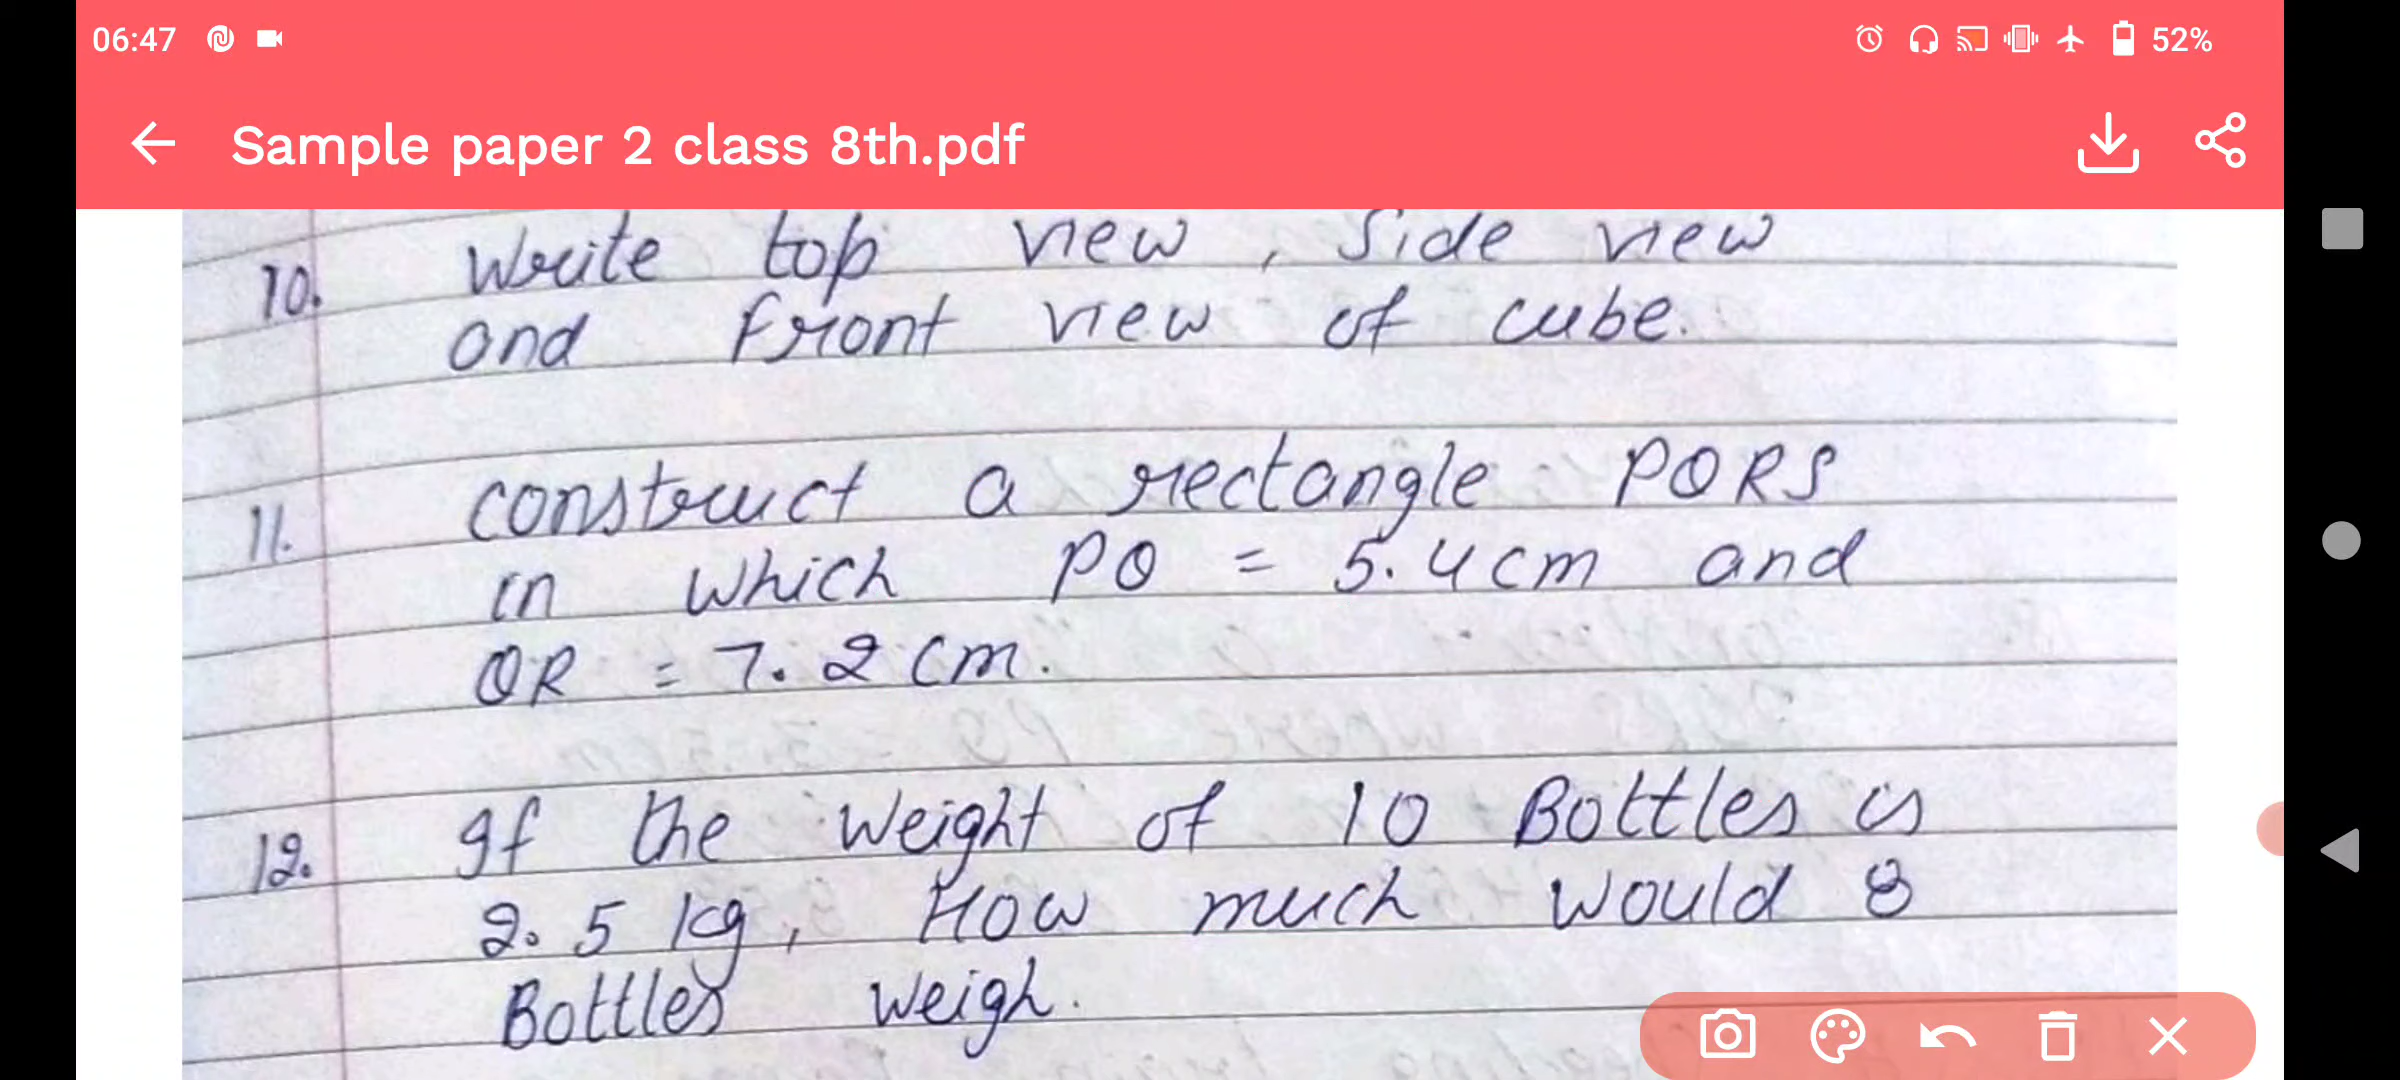 06:47
52%
Sample paper 2 class 8th.pdf
10. Write top view, Side view
and front view of cube.
11. construct a rectangle PQRS
in which PQ = 5.4 cm and
QR = 7.2 cm.
12. If the weight of 10 Bottles is
2.5 kg, How much would 8
Bottles weigh.